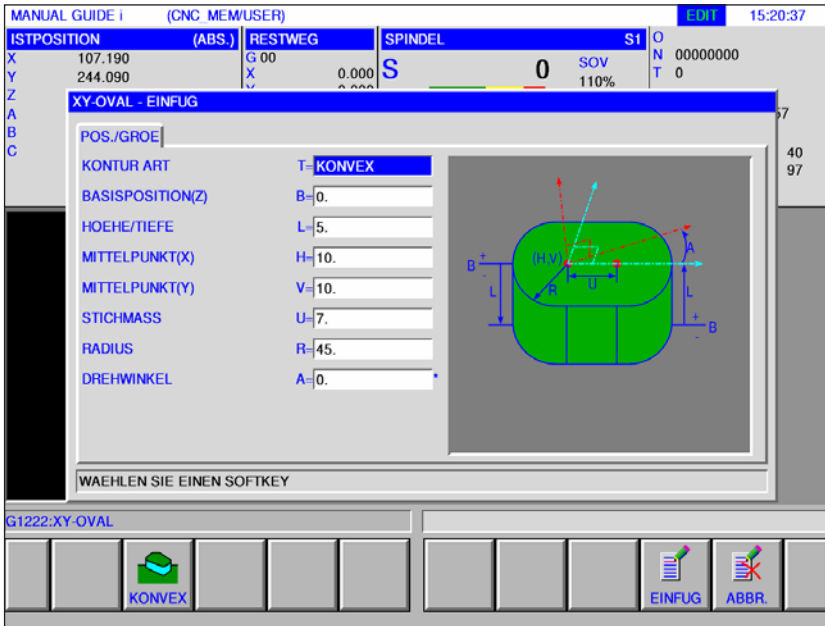 MANUAL GUIDE i (CNC_MEM/USER) EDIT 15:20:37
ISTPOSITION (ABS.) RESTWEG SPINDEL S1 O
X 107.190 G 00 N 00000000
Y 244.090 X 0.000 S 0 SOV T 0
110%
Z
XY-OVAL - EINFUG
A
B POS./GROE
C KONTUR ART T= KONVEX 40
97
BASISPOSITION(Z) B= 0.
HOEHE/TIEFE L= 5.
MITTELPUNKT(X) H= 10.
MITTELPUNKT(Y) V= 10.
STICHMASS U= 7.
RADIUS R= 45.
DREHWINKEL A= 0. °
A
B + - (H,V)
R U
L L
+ - B
WAEHLEN SIE EINEN SOFTKEY
G1222:XY-OVAL
KONVEX EINFUG ABBR.